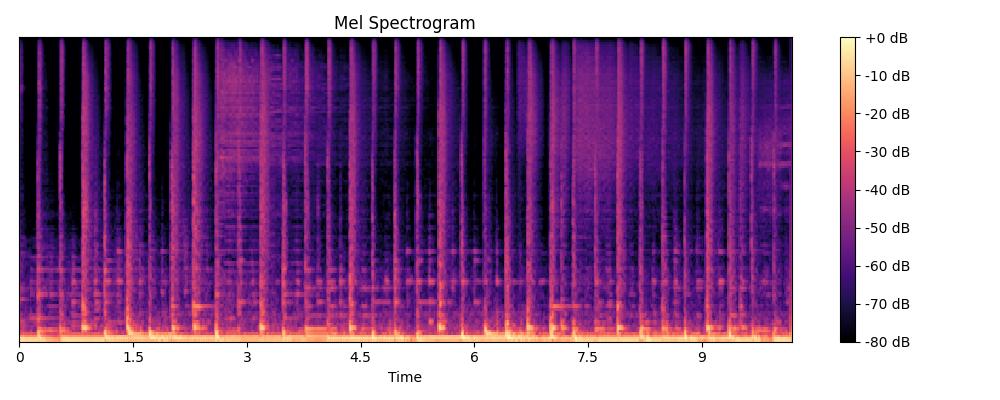 Mel Spectrogram
+0 dB
-10 dB
-20 dB
-30 dB
-40 dB
-50 dB
-60 dB
-70 dB
-80 dB
0 1.5 3 4.5 6 7.5 9
Time